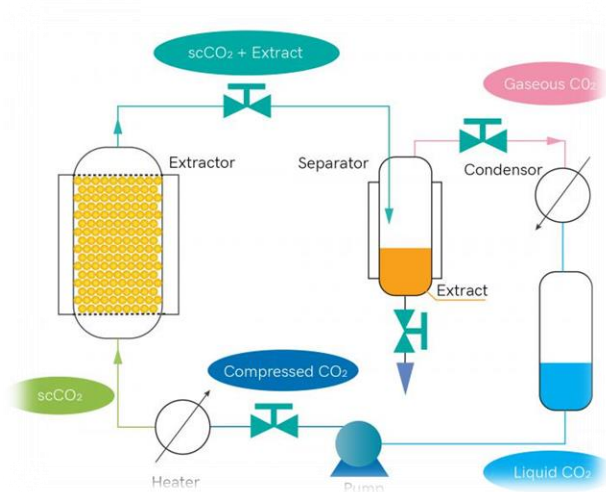 scCO₂ + Extract
Gaseous CO₂
Extractor
Separator
Condensor
Extract
Compressed CO₂
scCO₂
Heater
Pump
Liquid CO₂